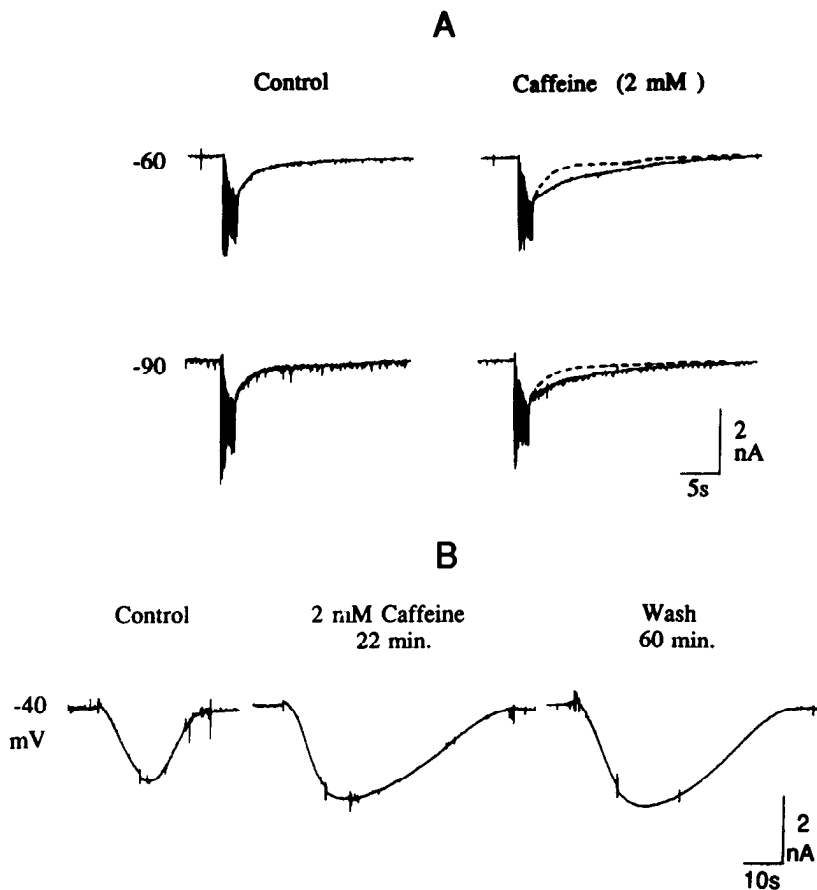 A
Control
Caffeine (2 mM )
-60
-90
2
nA
5s
B
Control
2 mM Caffeine
22 min.
Wash
60 min.
-40
mV
2
nA
10s